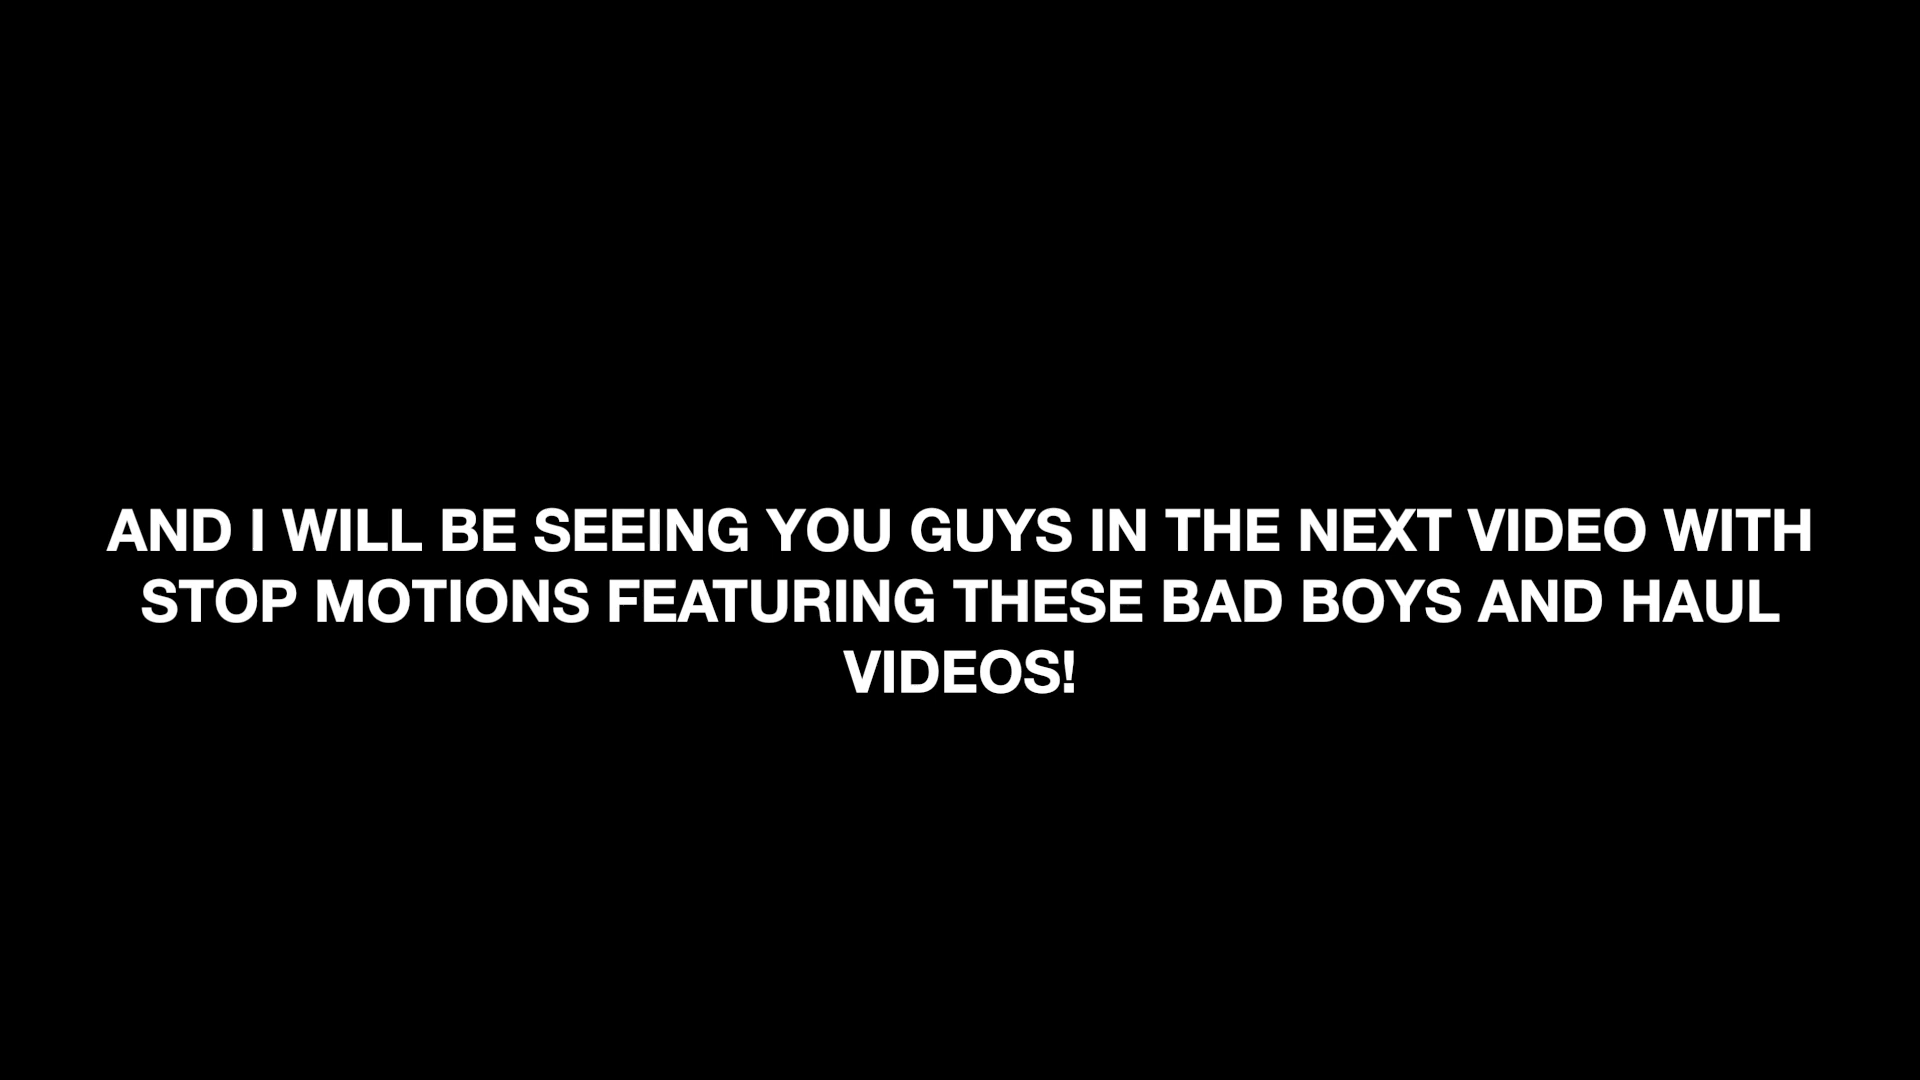 AND I WILL BE SEEING YOU GUYS IN THE NEXT VIDEO WITH
STOP MOTIONS FEATURING THESE BAD BOYS AND HAUL
VIDEOS!